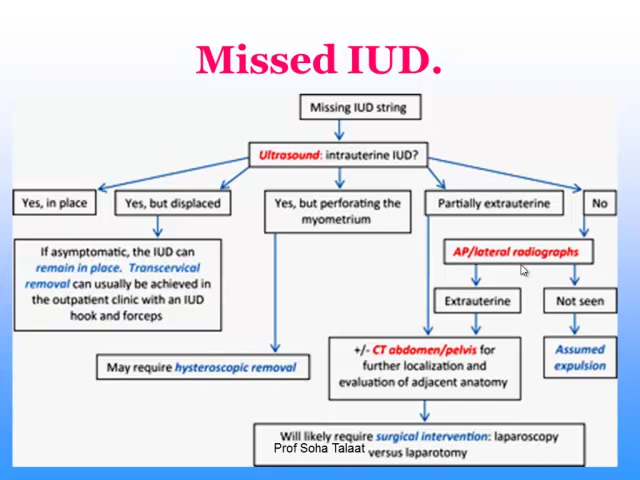 Missed IUD.
Missing IUD string
Ultrasound: intrauterine IUD?
Yes, in place
Yes, but displaced
Yes, but perforating the
myometrium
Partially extrauterine
No
If asymptomatic, the IUD can
remain in place. Transcervical
removal can usually be achieved in
the outpatient clinic with an IUD
hook and forceps
AP/lateral radiographs
Extrauterine
Not seen
May require hysteroscopic removal
+/- CT abdomen/pelvis for
further localization and
evaluation of adjacent anatomy
Assumed
expulsion
Will likely require surgical intervention: laparoscopy
versus laparotomy
Prof Soha Talaat